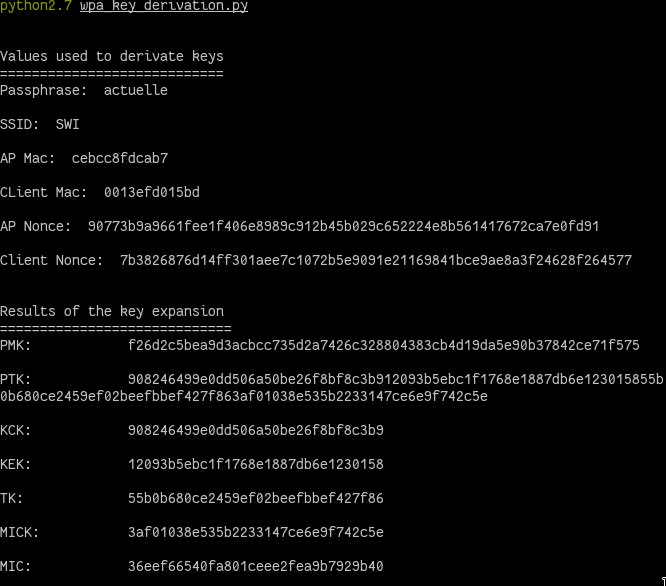 python2.7 wpa_key_derivation.py
Values used to derivate keys
============================
Passphrase:  actuelle
SSID:  SWI
AP Mac:  cebcc8fdcab7
CLient Mac:  0013efd015bd
AP Nonce:  90773b9a9661fee1f406e8989c912b45b029c652224e8b561417672ca7e0fd91
Client Nonce:  7b3826876d14ff301aee7c1072b5e9091e21169841bce9ae8a3f24628f264577
Results of the key expansion
=============================
PMK:            f26d2c5bea9d3acbcc735d2a7426c328804383cb4d19da5e90b37842ce71f575
PTK:            908246499e0dd506a50be26f8bf8c3b912093b5ebc1f1768e1887db6e123015855b
0b680ce2459ef02beefbbef427f863af01038e535b2233147ce6e9f742c5e
KCK:            908246499e0dd506a50be26f8bf8c3b9
KEK:            12093b5ebc1f1768e1887db6e1230158
TK:             55b0b680ce2459ef02beefbbef427f86
MICK:           3af01038e535b2233147ce6e9f742c5e
MIC:            36eef66540fa801ceee2fea9b7929b40